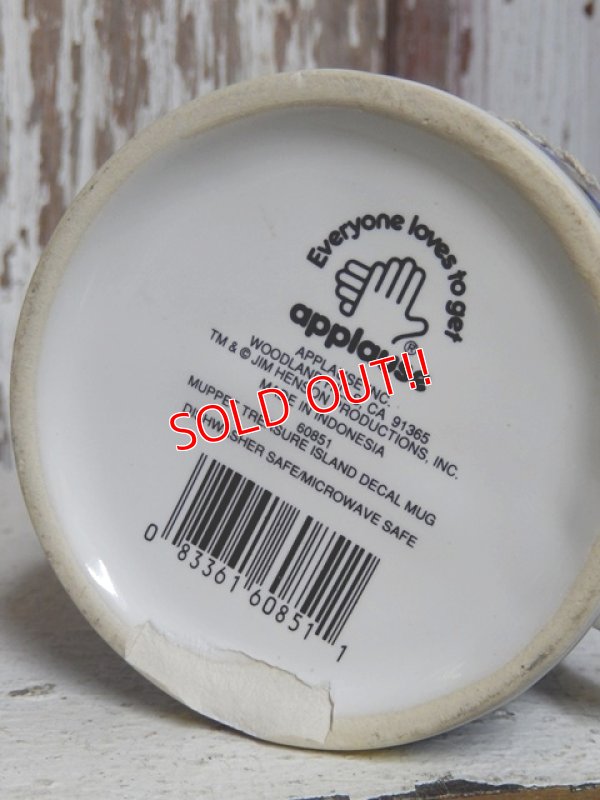 Everyone loves to get
applause®
APPLAUSE, INC.
WOODLAND HILLS, CA 91365
TM & © JIM HENSON PRODUCTIONS, INC.
MADE IN INDONESIA
60851
MUPPET TREASURE ISLAND DECAL MUG
DISHWASHER SAFE/MICROWAVE SAFE
0 83361 60851 1
SOLD OUT!!